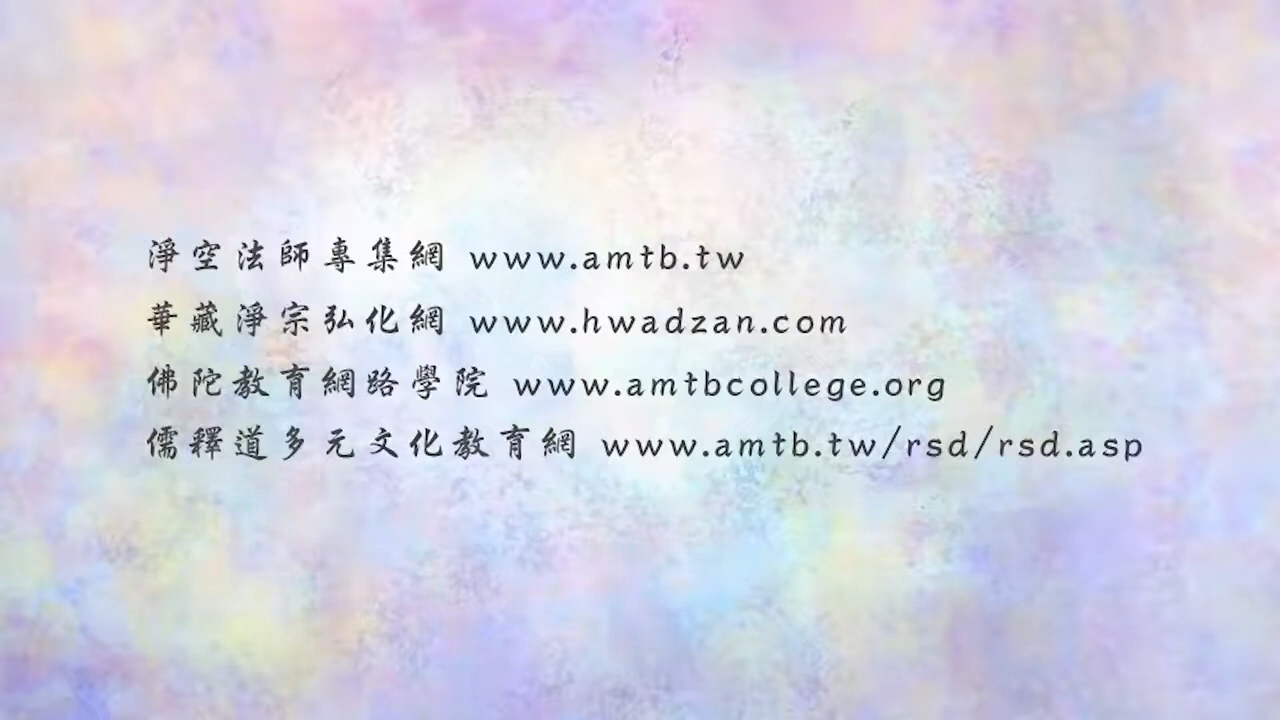 淨空法師專集網 www.amtb.tw
華藏淨宗弘化網 www.hwadzan.com
佛陀教育網路學院 www.amtbcollege.org
儒釋道多元文化教育網 www.amtb.tw/rsd/rsd.asp